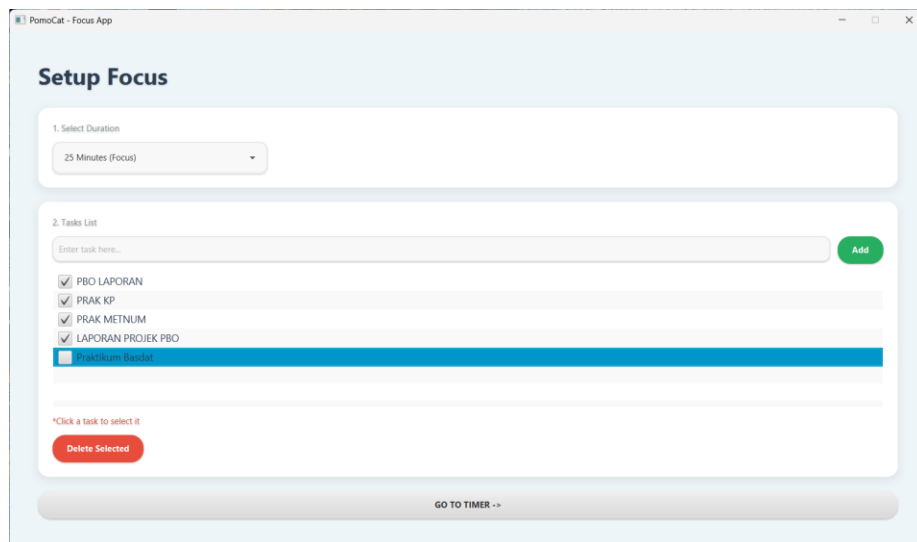 PomoCat - Focus App
Setup Focus
1. Select Duration
25 Minutes (Focus)
2. Tasks List
Enter task here...
Add
PBO LAPORAN
PRAK KP
PRAK METNUM
LAPORAN PROJEK PBO
Praktikum Basdat
*Click a task to select it
Delete Selected
GO TO TIMER ->